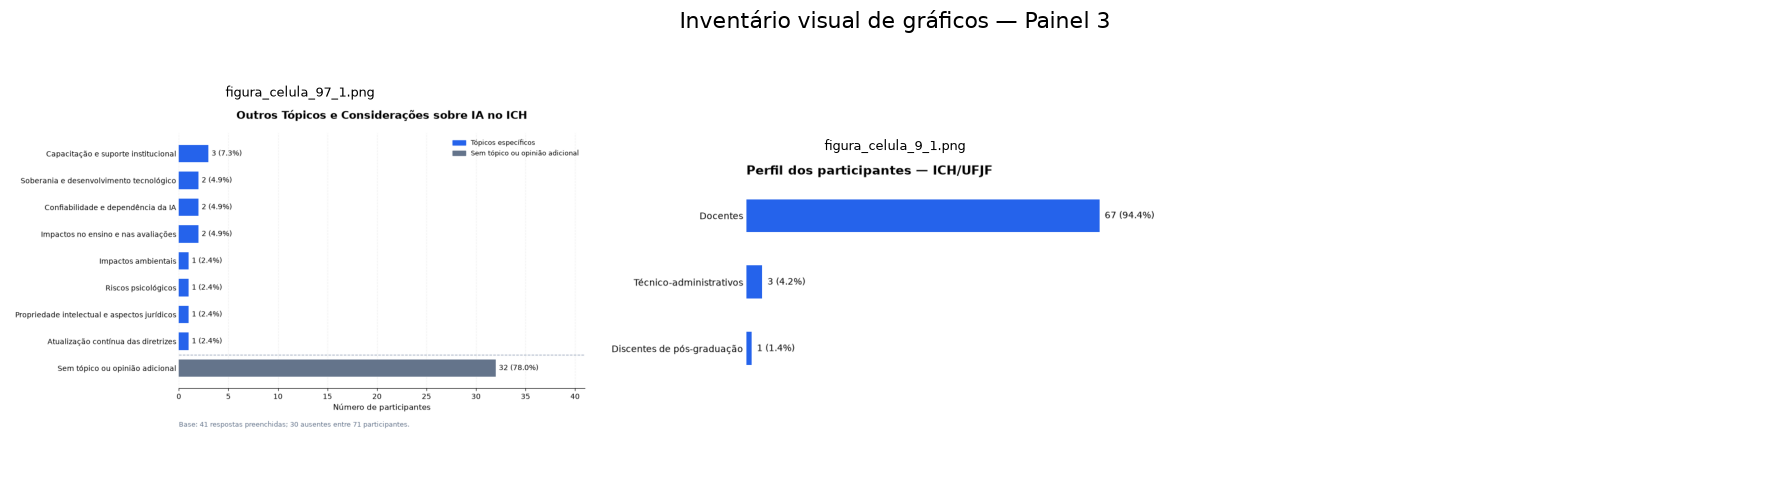 Inventário visual de gráficos — Painel 3
figura_celula_97_1.png
Outros Tópicos e Considerações sobre IA no ICH
Tópicos específicos
Sem tópico ou opinião adicional
Capacitação e suporte institucional 3 (7.3%)
Soberania e desenvolvimento tecnológico 2 (4.9%)
Confiabilidade e dependência da IA 2 (4.9%)
Impactos no ensino e nas avaliações 2 (4.9%)
Impactos ambientais 1 (2.4%)
Riscos psicológicos 1 (2.4%)
Propriedade intelectual e aspectos jurídicos 1 (2.4%)
Atualização contínua das diretrizes 1 (2.4%)
Sem tópico ou opinião adicional 32 (78.0%)
0 5 10 15 20 25 30 35 40
Número de participantes
Base: 41 respostas preenchidas; 30 ausentes entre 71 participantes.
figura_celula_9_1.png
Perfil dos participantes — ICH/UFJF
Docentes 67 (94.4%)
Técnico-administrativos 3 (4.2%)
Discentes de pós-graduação 1 (1.4%)